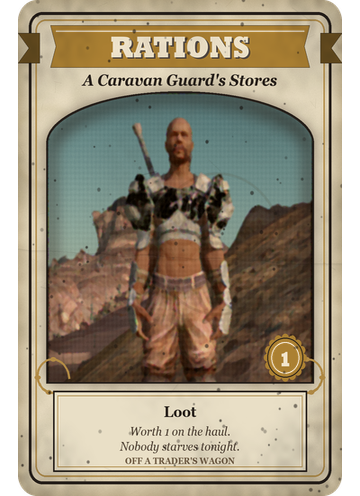 RATIONS
A Caravan Guard's Stores
1
Loot
Worth 1 on the haul.
Nobody starves tonight.
OFF A TRADER'S WAGON